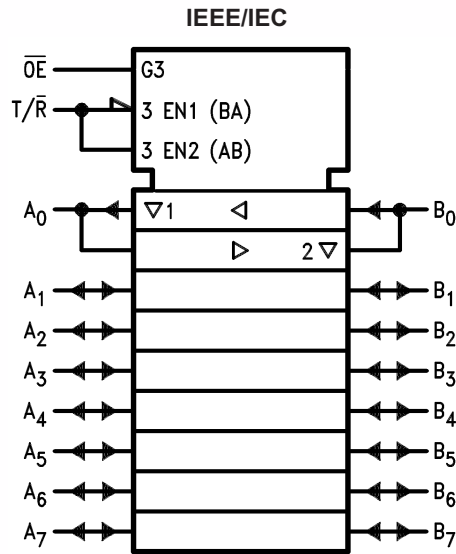 IEEE/IEC
O̅E̅ G3
T/R̅ 3 EN1 (BA)
3 EN2 (AB)
A₀ ▽1 ◁ B₀
▷ 2▽
A₁ B₁
A₂ B₂
A₃ B₃
A₄ B₄
A₅ B₅
A₆ B₆
A₇ B₇